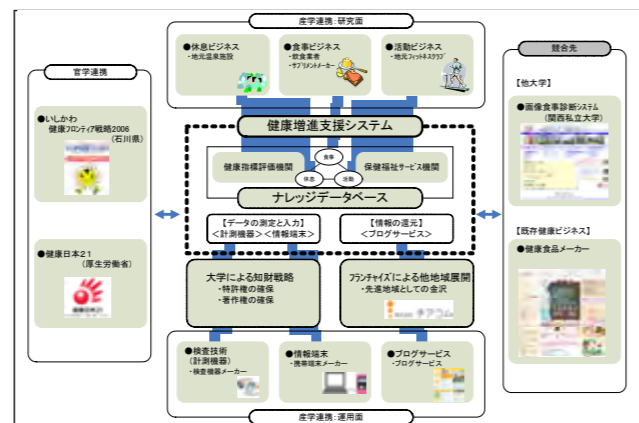 産学連携：研究面
●休息ビジネス
・地元温泉施設
●食事ビジネス
・飲食業者
・サプリメントメーカー
●活動ビジネス
・地元フィットネスクラブ
官学連携
●いしかわ
健康フロンティア戦略2006
(石川県)
●健康日本21
(厚生労働省)
健康増進支援システム
健康指標評価機関
食事
休息
活動
保健福祉サービス機関
ナレッジデータベース
【データの測定と入力】
＜計測機器＞＜情報端末＞
【情報の還元】
＜ブログサービス＞
大学による知財戦略
・特許権の確保
・著作権の確保
フランチャイズによる他地域展開
・先進地域としての金沢
株式会社 チアコム
●検査技術
(計測機器)
・検査機器メーカー
●情報端末
・携帯端末メーカー
●ブログサービス
・ブログサービス
産学連携：運用面
競合先
【他大学】
●画像食事診断システム
(関西私立大学)
【既存健康ビジネス】
●健康食品メーカー